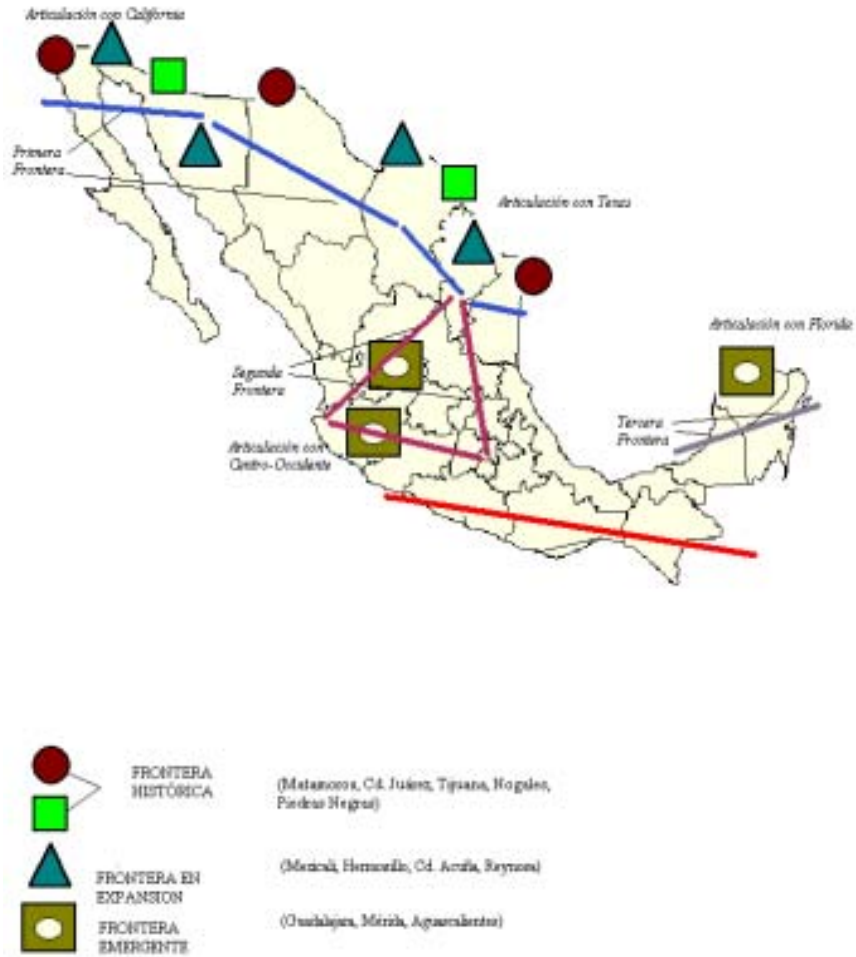 Articulación con California
Primera
Frontera
Articulación con Texas
Articulación con Florida
Segunda
Frontera
Tercera
Frontera
Articulación con
Centro-Occidente
FRONTERA
HISTÓRICA
(Matamoros, Cd. Juárez, Tijuana, Nogales,
Piedras Negras)
FRONTERA EN
EXPANSION
(Mexicali, Hermosillo, Cd. Acuña, Reynosa)
FRONTERA
EMERGENTE
(Guadalajara, Mérida, Aguascalientes)